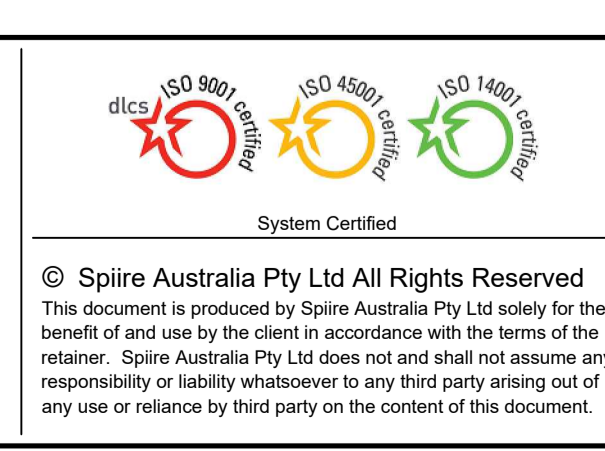 dlcs ISO 9001 certified ISO 45001 certified ISO 14001 certified
System Certified
© Spiire Australia Pty Ltd All Rights Reserved
This document is produced by Spiire Australia Pty Ltd solely for the
benefit of and use by the client in accordance with the terms of the
retainer. Spiire Australia Pty Ltd does not and shall not assume any
responsibility or liability whatsoever to any third party arising out of
any use or reliance by third party on the content of this document.